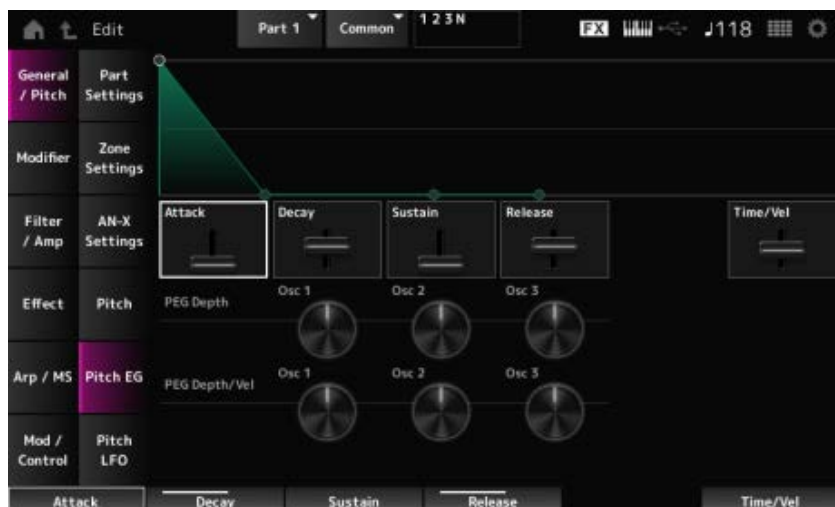 Edit
Part 1
Common
1 2 3 N
FX
♩118
General / Pitch
Part Settings
Modifier
Zone Settings
Filter / Amp
AN-X Settings
Effect
Pitch
Arp / MS
Pitch EG
Mod / Control
Pitch LFO
Attack
Decay
Sustain
Release
Time/Vel
PEG Depth
Osc 1
Osc 2
Osc 3
PEG Depth/Vel
Osc 1
Osc 2
Osc 3
Attack
Decay
Sustain
Release
Time/Vel